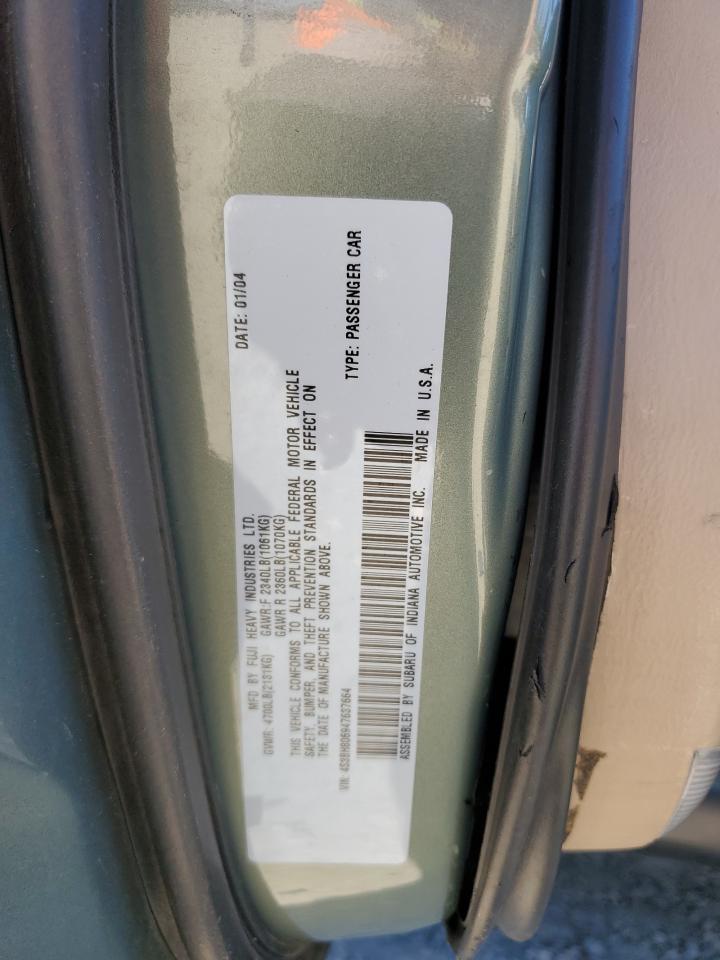 MFD BY FUJI HEAVY INDUSTRIES LTD. DATE: 01/04
GVWR: 4700LB(2131KG) GAWR:F 2340LB(1061KG)
GAWR R 2360LB(1070KG)
THIS VEHICLE CONFORMS TO ALL APPLICABLE FEDERAL MOTOR VEHICLE
SAFETY, BUMPER, AND THEFT PREVENTION STANDARDS IN EFFECT ON
THE DATE OF MANUFACTURE SHOWN ABOVE.
VIN: 4S3BH806947637664 TYPE: PASSENGER CAR
ASSEMBLED BY SUBARU OF INDIANA AUTOMOTIVE INC. MADE IN U.S.A.